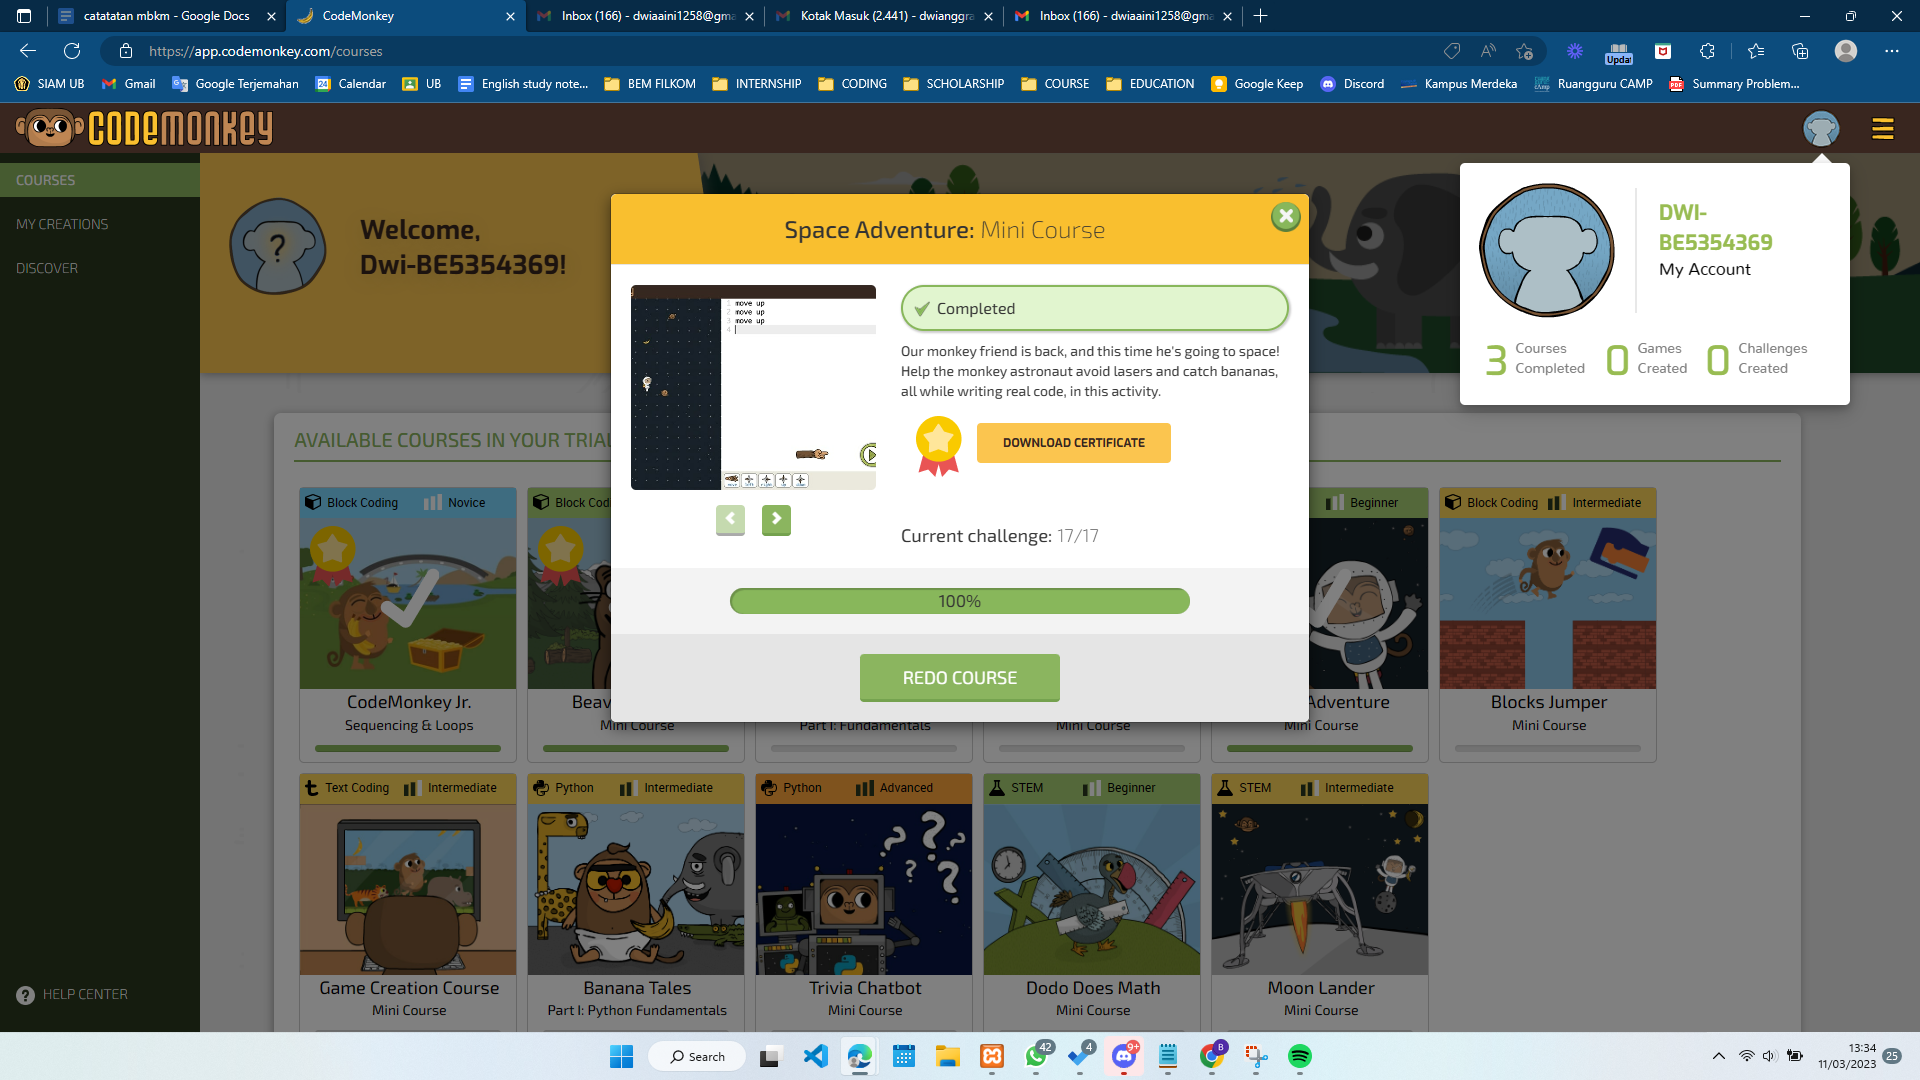 catatatan mbkm - Google Docs
CodeMonkey
Inbox (166) - dwiaaini1258@gma
Kotak Masuk (2.441) - dwianggra
Inbox (166) - dwiaaini1258@gma
https://app.codemonkey.com/courses
Updat
SIAM UB
Gmail
Google Terjemahan
Calendar
UB
English study note...
BEM FILKOM
INTERNSHIP
CODING
SCHOLARSHIP
COURSE
EDUCATION
Google Keep
Discord
Kampus Merdeka
Ruangguru CAMP
Summary Problem...
CODEMONKEY
COURSES
MY CREATIONS
DISCOVER
HELP CENTER
?
Welcome,
Dwi-BE5354369!
DWI-
BE5354369
My Account
3 Courses Completed
0 Games Created
0 Challenges Created
Space Adventure: Mini Course
1 move up
2 move up
3 move up
4
Completed
Our monkey friend is back, and this time he's going to space!
Help the monkey astronaut avoid lasers and catch bananas,
all while writing real code, in this activity.
DOWNLOAD CERTIFICATE
Current challenge: 17/17
100%
REDO COURSE
AVAILABLE COURSES IN YOUR TRIAL
Block Coding Novice
Block Codi
Beginner
Block Coding Intermediate
CodeMonkey Jr.
Sequencing & Loops
Beav
Mini Course
Part I: Fundamentals
Mini Course
Adventure
Mini Course
Blocks Jumper
Mini Course
Text Coding Intermediate
Python Intermediate
Python Advanced
STEM Beginner
STEM Intermediate
Game Creation Course
Mini Course
Banana Tales
Part I: Python Fundamentals
Trivia Chatbot
Mini Course
Dodo Does Math
Mini Course
Moon Lander
Mini Course
Search
42
4
9+
B
13:34
11/03/2023
25